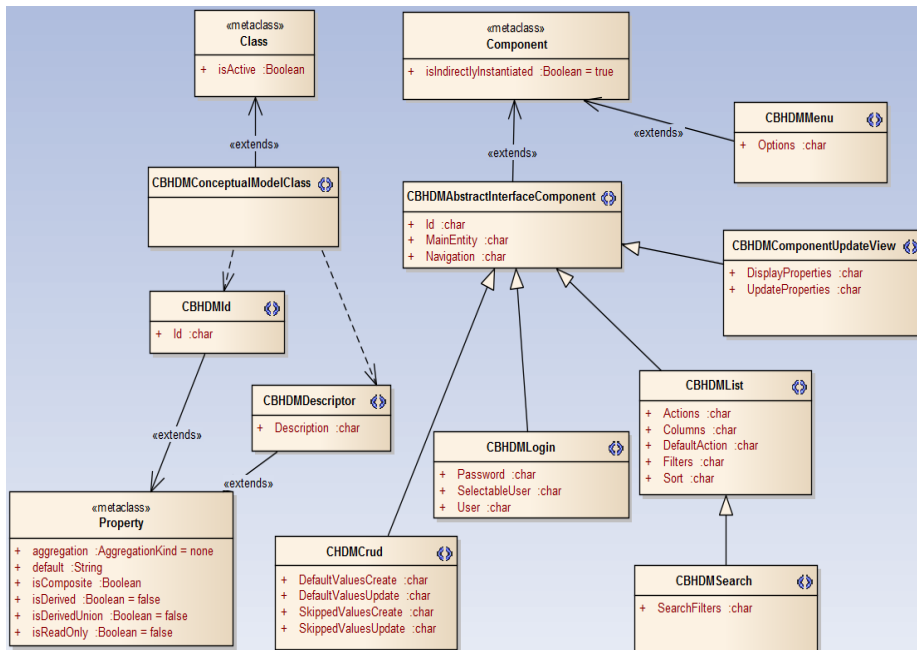 «metaclass»
Class
+ isActive :Boolean
«metaclass»
Component
+ isIndirectlyInstantiated :Boolean = true
CBHDMMenu
+ Options :char
«extends»
«extends»
«extends»
CBHDMConceptualModelClass
CBHDMAbstractInterfaceComponent
+ Id :char
+ MainEntity :char
+ Navigation :char
CBHDMComponentUpdateView
+ DisplayProperties :char
+ UpdateProperties :char
CBHDMId
+ Id :char
CBHDMDescriptor
+ Description :char
CBHDMList
+ Actions :char
+ Columns :char
+ DefaultAction :char
+ Filters :char
+ Sort :char
«extends»
CBHDMLogin
+ Password :char
+ SelectableUser :char
+ User :char
«extends»
«metaclass»
Property
+ aggregation :AggregationKind = none
+ default :String
+ isComposite :Boolean
+ isDerived :Boolean = false
+ isDerivedUnion :Boolean = false
+ isReadOnly :Boolean = false
CHDMCrud
+ DefaultValuesCreate :char
+ DefaultValuesUpdate :char
+ SkippedValuesCreate :char
+ SkippedValuesUpdate :char
CBHDMSearch
+ SearchFilters :char